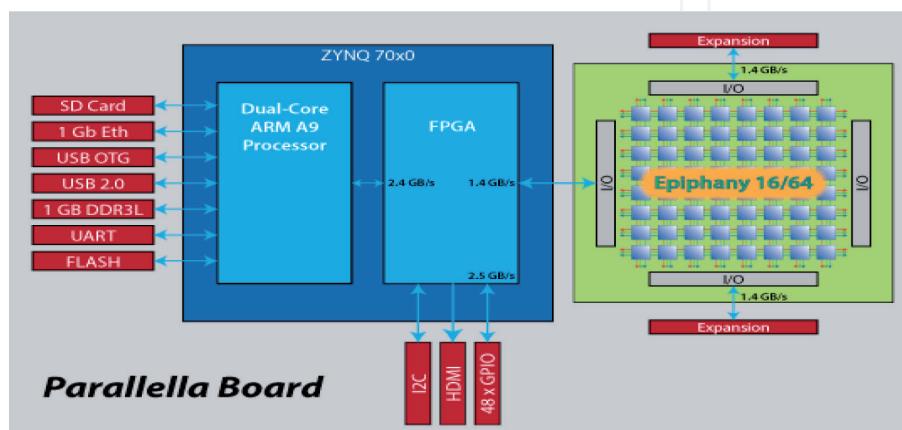 Expansion
ZYNQ 70x0
1.4 GB/s
I/O
SD Card
1 Gb Eth
USB OTG
USB 2.0
1 GB DDR3L
UART
FLASH
Dual-Core
ARM A9
Processor
FPGA
2.4 GB/s
1.4 GB/s
2.5 GB/s
I/O
Epiphany 16/64
I/O
I/O
1.4 GB/s
Expansion
I2C
HDMI
48 x GPIO
Parallella Board